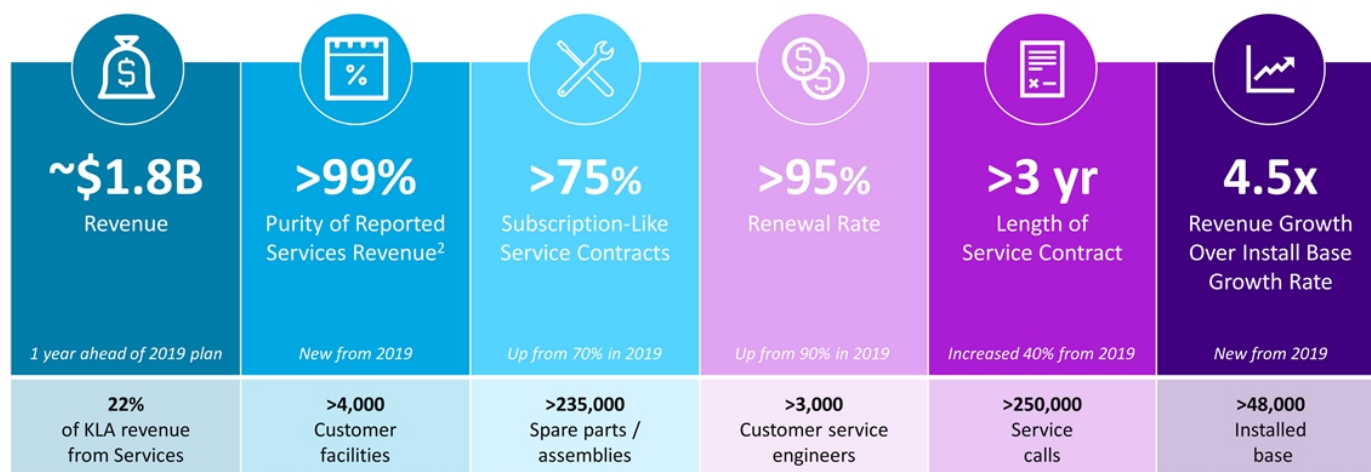 $
%
$
$
~$1.8B
Revenue
1 year ahead of 2019 plan
22%
of KLA revenue
from Services
>99%
Purity of Reported
Services Revenue²
New from 2019
>4,000
Customer
facilities
>75%
Subscription-Like
Service Contracts
Up from 70% in 2019
>235,000
Spare parts /
assemblies
>95%
Renewal Rate
Up from 90% in 2019
>3,000
Customer service
engineers
>3 yr
Length of
Service Contract
Increased 40% from 2019
>250,000
Service
calls
4.5x
Revenue Growth
Over Install Base
Growth Rate
New from 2019
>48,000
Installed
base